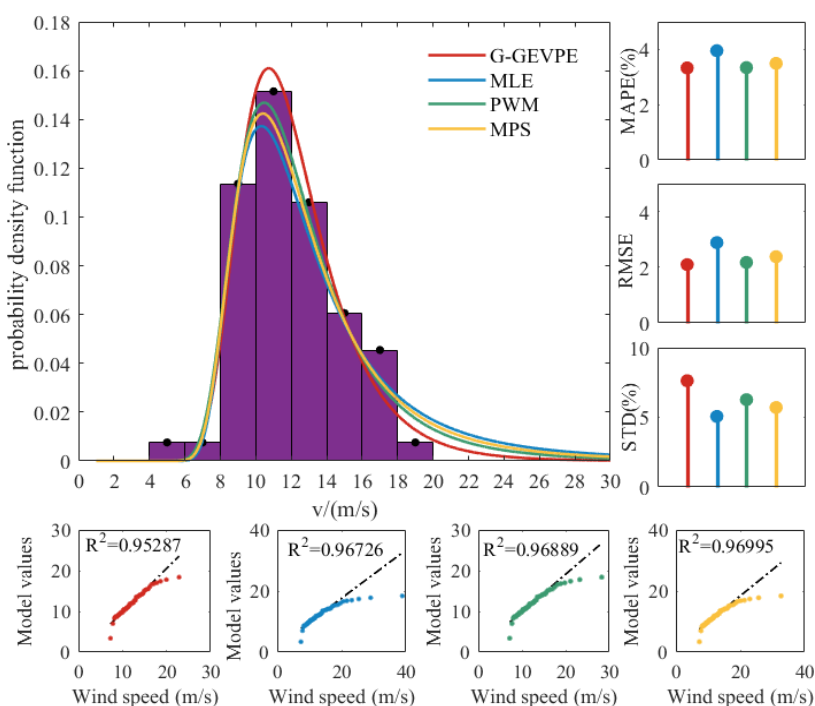 0.18
0.16
0.14
0.12
0.1
0.08
0.06
0.04
0.02
0
probability density function
0 2 4 6 8 10 12 14 16 18 20 22 24 26 28 30
v/(m/s)
G-GEVPE
MLE
PWM
MPS
4
2
0
MAPE(%)
4
2
0
RMSE
10
5
0
STD(%)
30
20
10
0
Model values
R²=0.95287
0 10 20 30
Wind speed (m/s)
40
20
0
Model values
R²=0.96726
0 20 40
Wind speed (m/s)
30
20
10
0
Model values
R²=0.96889
0 10 20 30
Wind speed (m/s)
40
20
0
Model values
R²=0.96995
0 20 40
Wind speed (m/s)